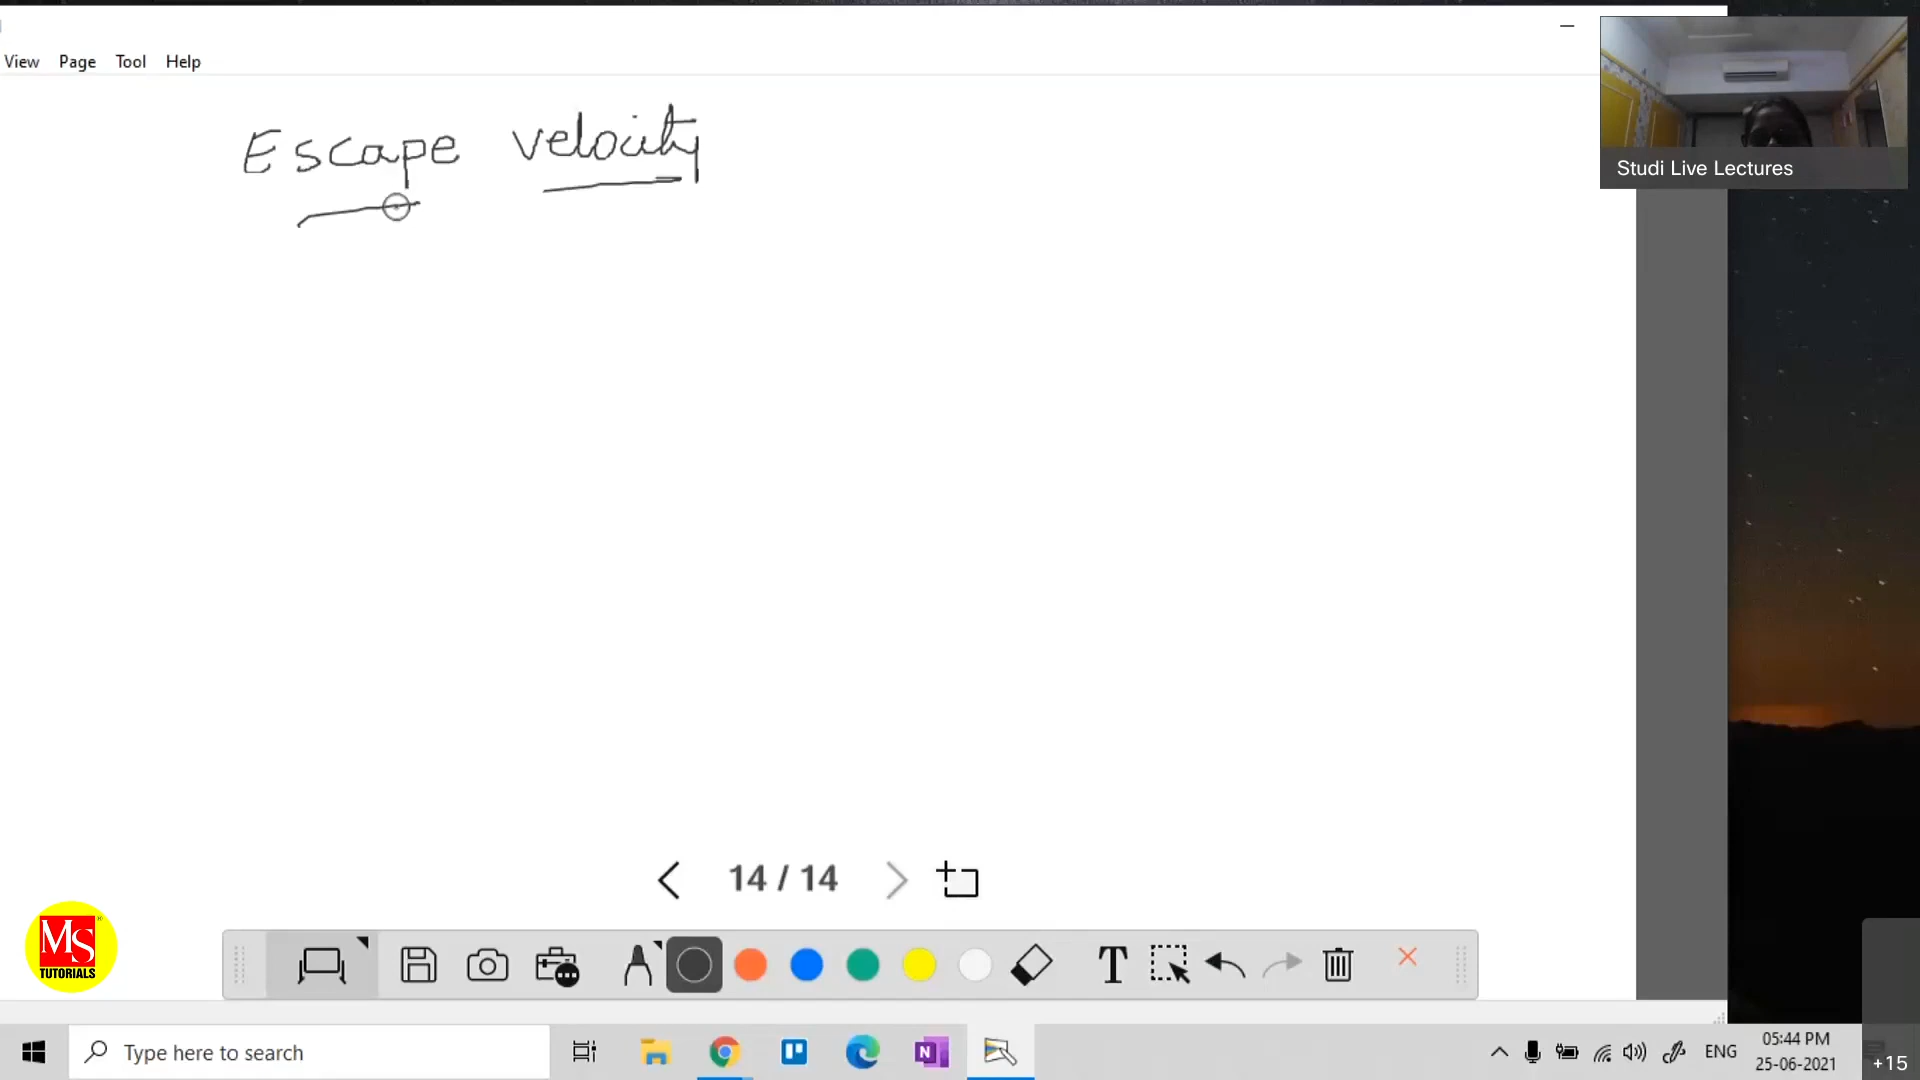 View Page Tool Help
Escape velocity
Studi Live Lectures
14 / 14
MS
TUTORIALS
T
Type here to search
N
ENG
05:44 PM
25-06-2021
+15